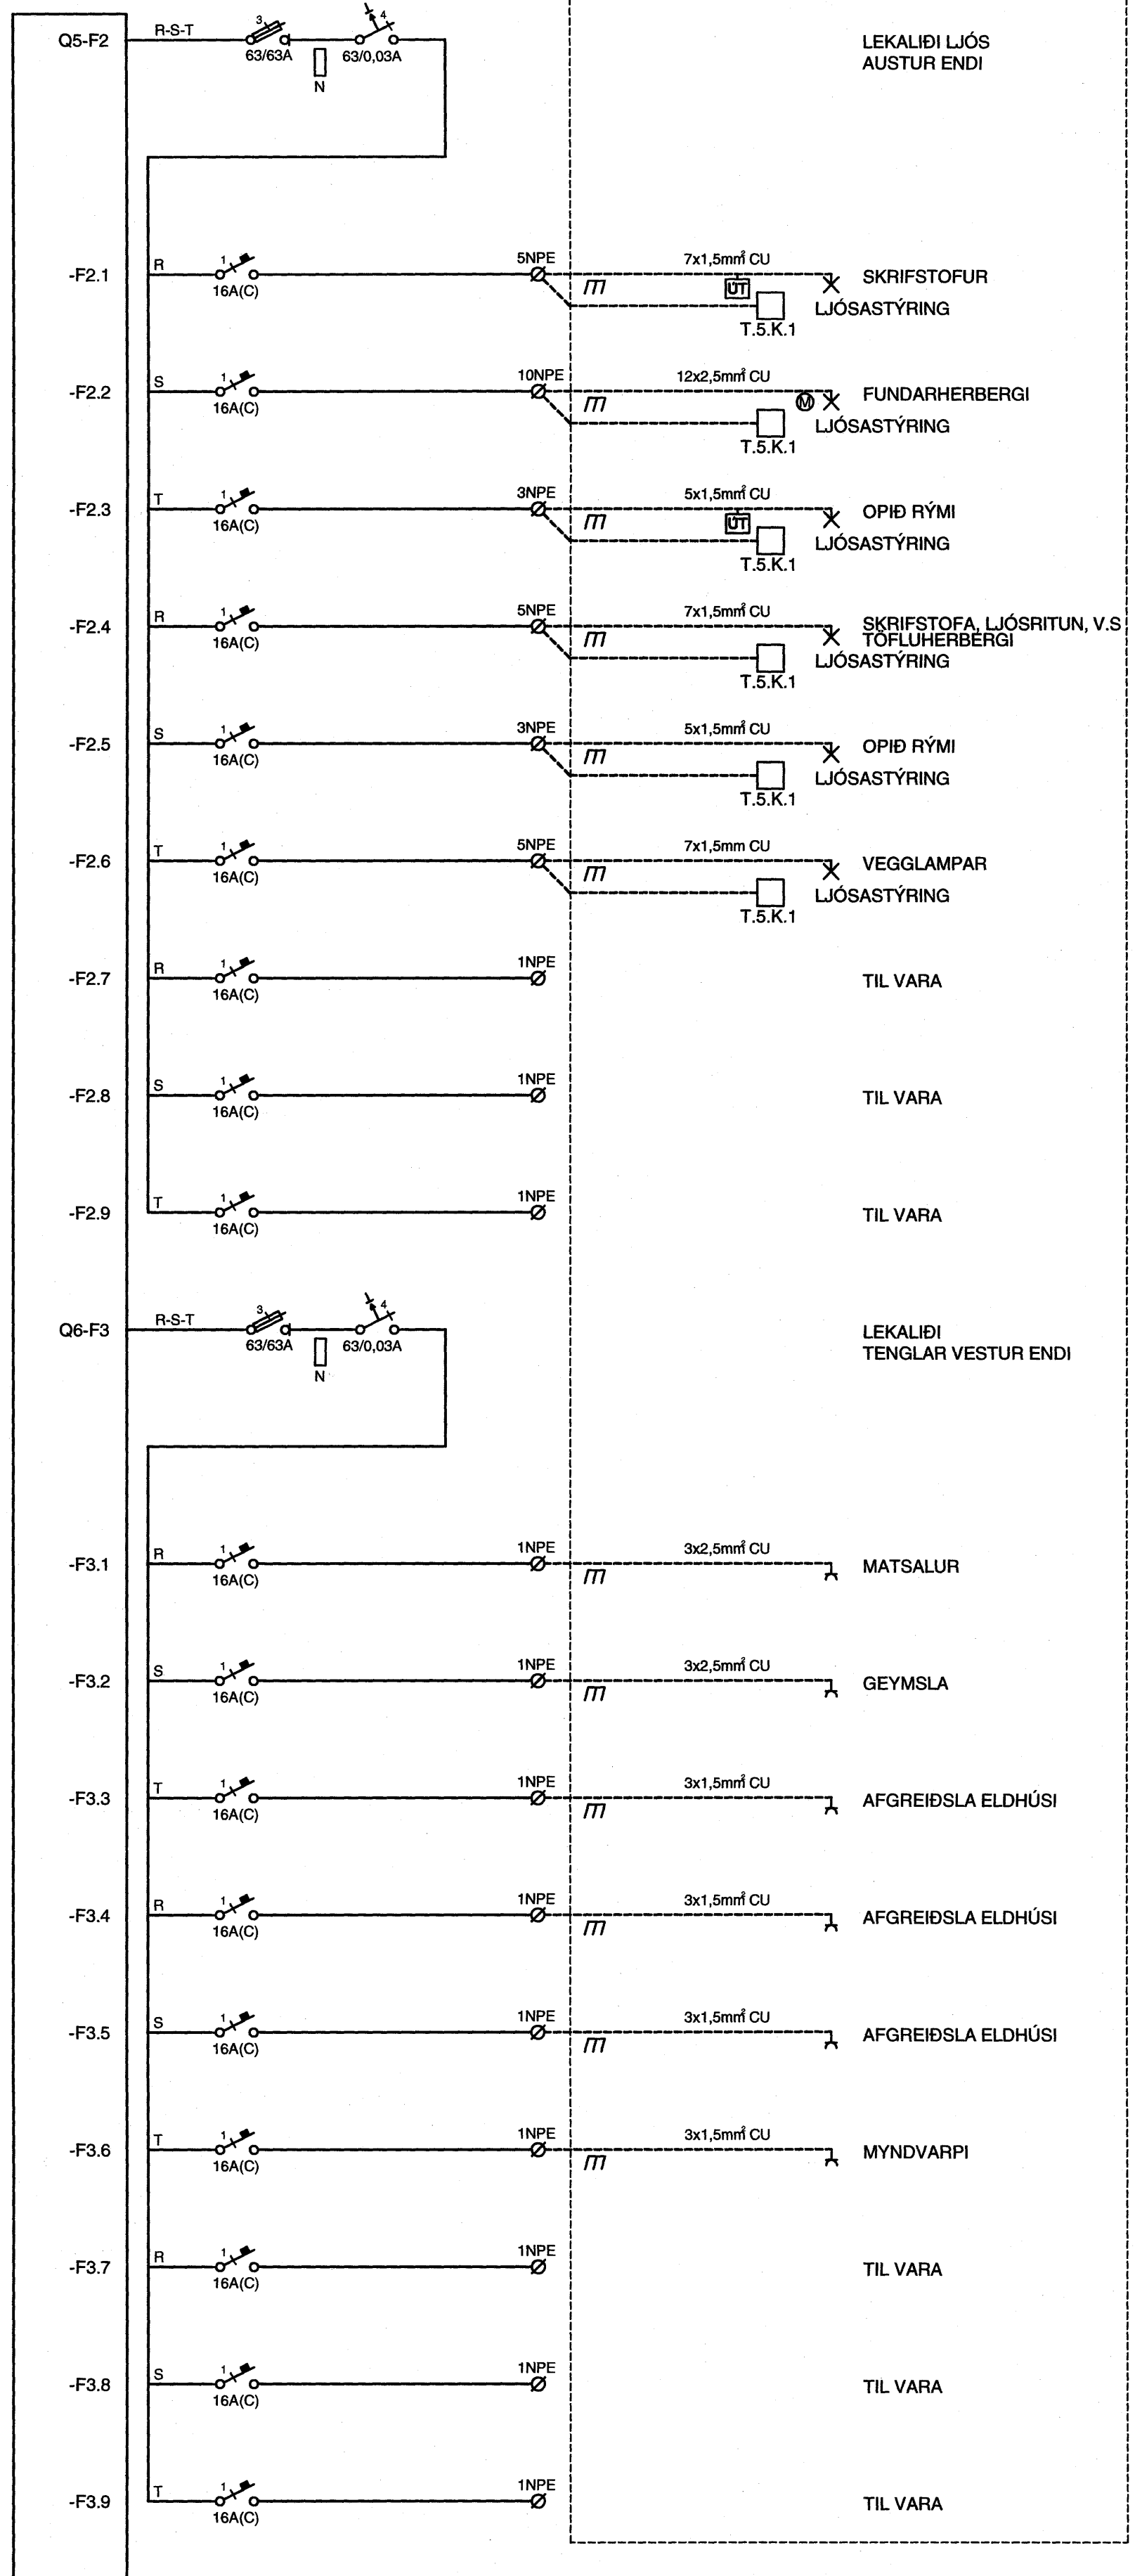 Q5-F2 R-S-T 3 63/63A N 4 63/0,03A LEKALIÐI LJÓS
AUSTUR ENDI
-F2.1 R 1 16A(C) 5NPE 7x1,5mm² CU SKRIFSTOFUR
ÚT T.5.K.1 LJÓSASTÝRING
-F2.2 S 1 16A(C) 10NPE 12x2,5mm² CU M FUNDARHERBERGI
T.5.K.1 LJÓSASTÝRING
-F2.3 T 1 16A(C) 3NPE 5x1,5mm² CU OPIÐ RÝMI
ÚT T.5.K.1 LJÓSASTÝRING
-F2.4 R 1 16A(C) 5NPE 7x1,5mm² CU SKRIFSTOFA, LJÓSRITUN, V.S
TÖFLUHERBERGI
T.5.K.1 LJÓSASTÝRING
-F2.5 S 1 16A(C) 3NPE 5x1,5mm² CU OPIÐ RÝMI
T.5.K.1 LJÓSASTÝRING
-F2.6 T 1 16A(C) 5NPE 7x1,5mm CU VEGGLAMPAR
T.5.K.1 LJÓSASTÝRING
-F2.7 R 1 16A(C) 1NPE TIL VARA
-F2.8 S 1 16A(C) 1NPE TIL VARA
-F2.9 T 1 16A(C) 1NPE TIL VARA
Q6-F3 R-S-T 3 63/63A N 4 63/0,03A LEKALIÐI
TENGLAR VESTUR ENDI
-F3.1 R 1 16A(C) 1NPE 3x2,5mm² CU MATSALUR
-F3.2 S 1 16A(C) 1NPE 3x2,5mm² CU GEYMSLA
-F3.3 T 1 16A(C) 1NPE 3x1,5mm² CU AFGREIÐSLA ELDHÚSI
-F3.4 R 1 16A(C) 1NPE 3x1,5mm² CU AFGREIÐSLA ELDHÚSI
-F3.5 S 1 16A(C) 1NPE 3x1,5mm² CU AFGREIÐSLA ELDHÚSI
-F3.6 T 1 16A(C) 1NPE 3x1,5mm² CU MYNDVARPI
-F3.7 R 1 16A(C) 1NPE TIL VARA
-F3.8 S 1 16A(C) 1NPE TIL VARA
-F3.9 T 1 16A(C) 1NPE TIL VARA